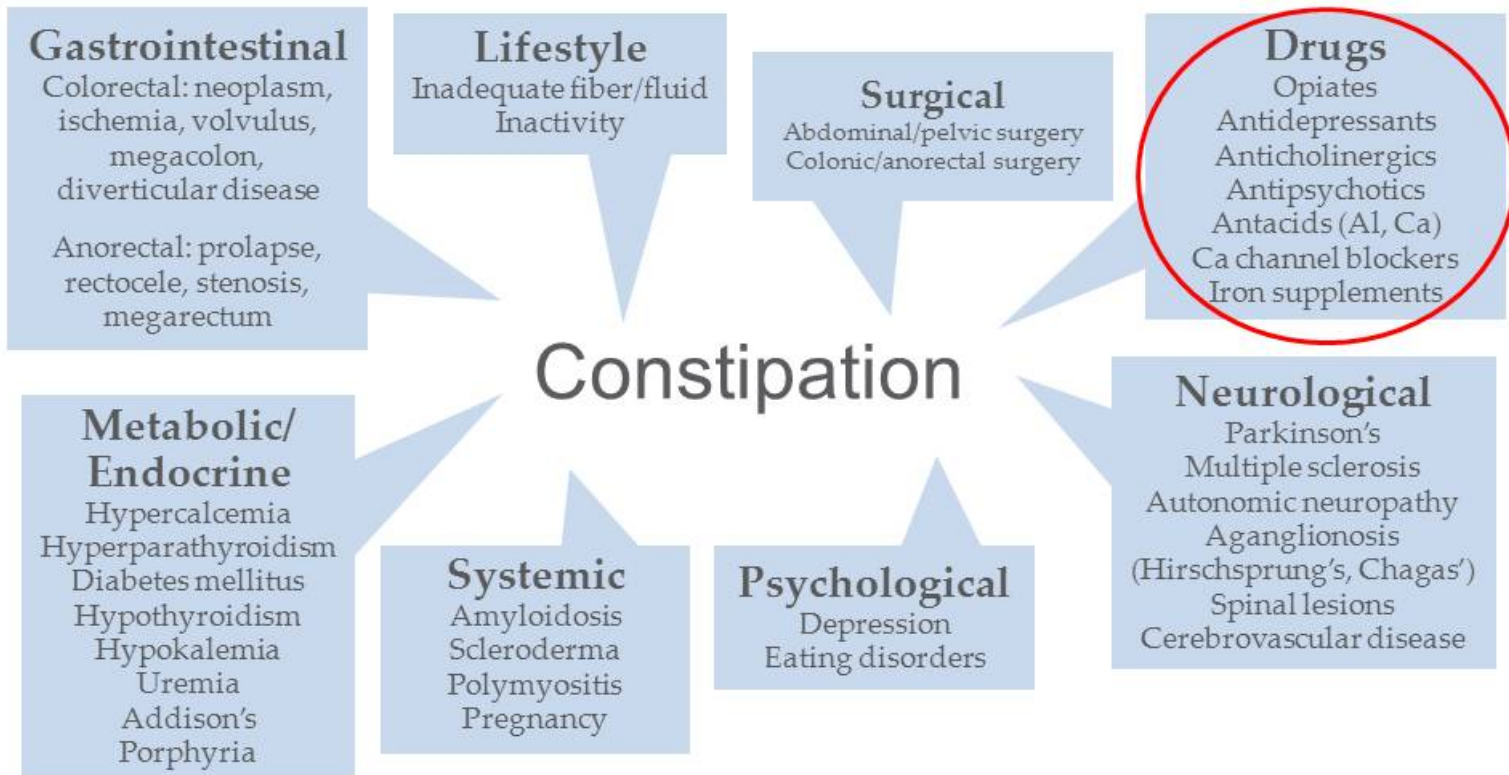 Gastrointestinal
Colorectal: neoplasm,
ischemia, volvulus,
megacolon,
diverticular disease
Anorectal: prolapse,
rectocele, stenosis,
megarectum
Lifestyle
Inadequate fiber/fluid
Inactivity
Surgical
Abdominal/pelvic surgery
Colonic/anorectal surgery
Drugs
Opiates
Antidepressants
Anticholinergics
Antipsychotics
Antacids (Al, Ca)
Ca channel blockers
Iron supplements
Constipation
Metabolic/
Endocrine
Hypercalcemia
Hyperparathyroidism
Diabetes mellitus
Hypothyroidism
Hypokalemia
Uremia
Addison's
Porphyria
Systemic
Amyloidosis
Scleroderma
Polymyositis
Pregnancy
Psychological
Depression
Eating disorders
Neurological
Parkinson's
Multiple sclerosis
Autonomic neuropathy
Aganglionosis
(Hirschsprung's, Chagas')
Spinal lesions
Cerebrovascular disease